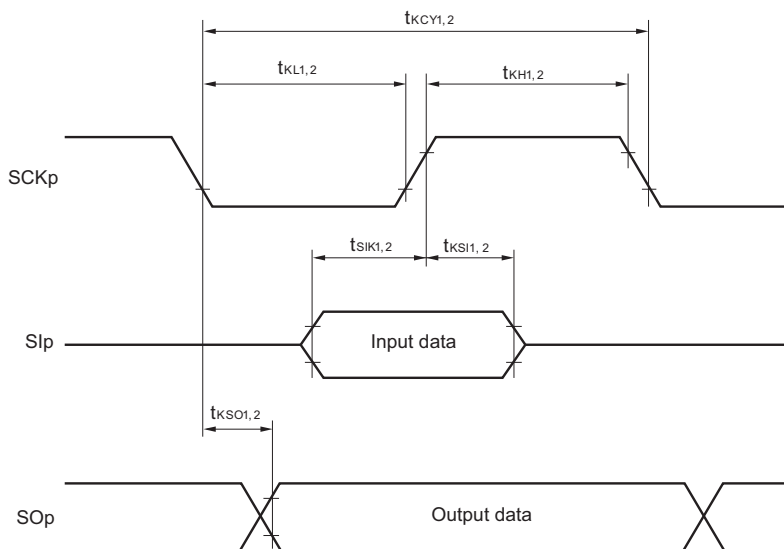 tKCY1,2
tKL1,2
tKH1,2
SCKp
tSIK1,2
tKSI1,2
SIp
Input data
tKSO1,2
SOp
Output data